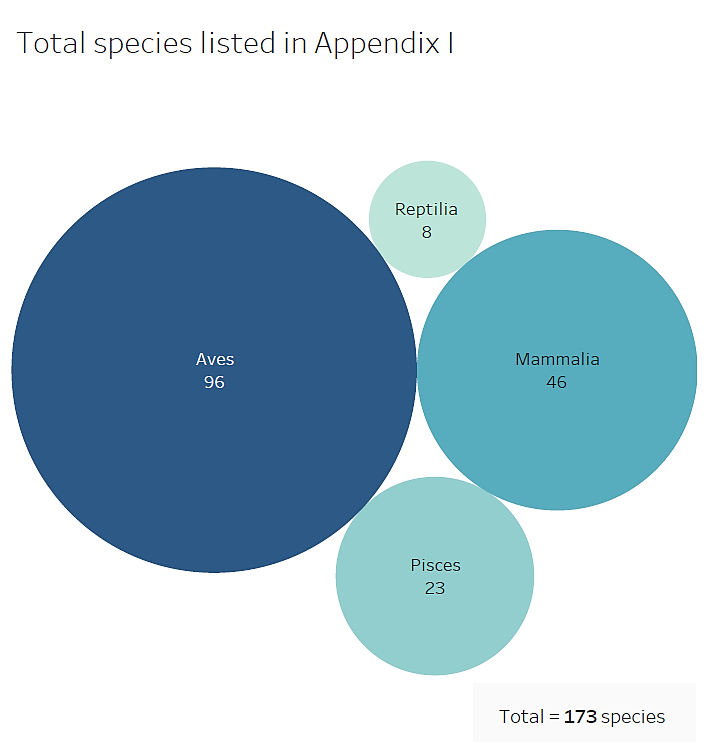 Total species listed in Appendix I
Reptilia
8
Aves
96
Mammalia
46
Pisces
23
Total = 173 species